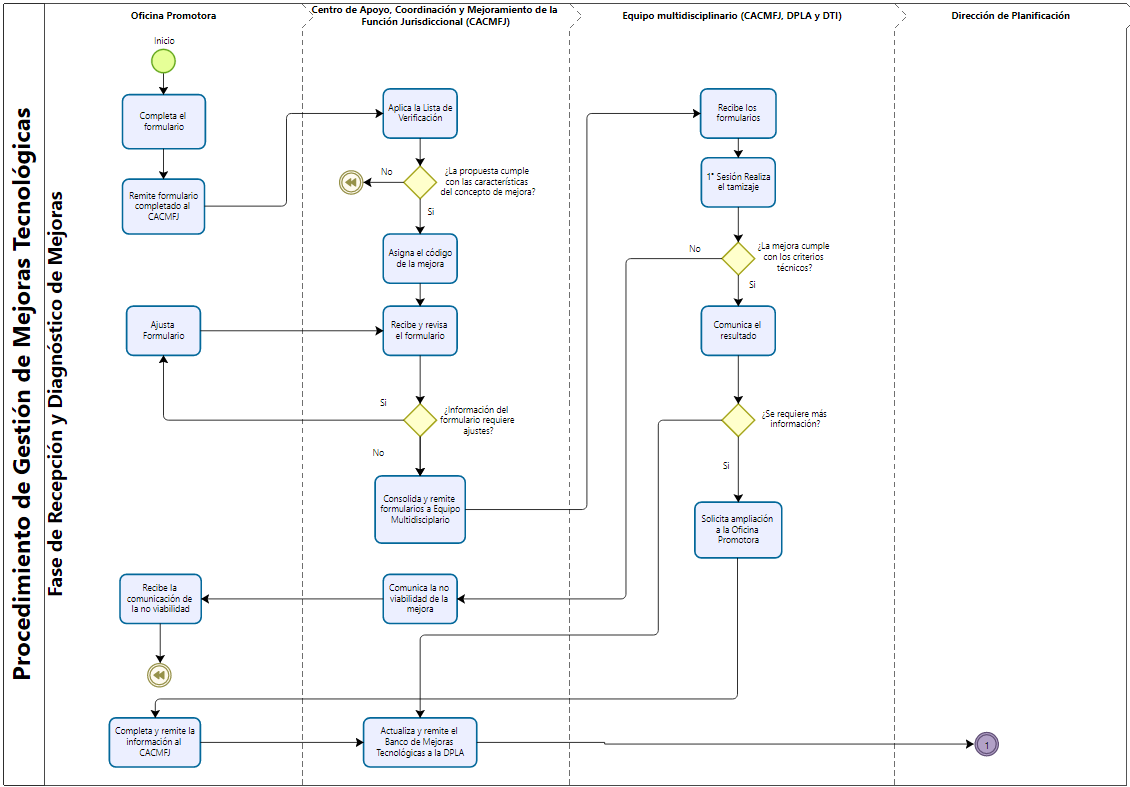 Procedimiento de Gestión de Mejoras Tecnológicas
Fase de Recepción y Diagnóstico de Mejoras
Oficina Promotora
Centro de Apoyo, Coordinación y Mejoramiento de la
Función Jurisdiccional (CACMFJ)
Equipo multidisciplinario (CACMFJ, DPLA y DTI)
Dirección de Planificación
Inicio
Completa el
formulario
Remite formulario
completado al
CACMFJ
Aplica la Lista de
Verificación
No
¿La propuesta cumple
con las características
del concepto de mejora?
Si
Asigna el código
de la mejora
Ajusta
Formulario
Recibe y revisa
el formulario
Si
¿Información del
formulario requiere
ajustes?
No
Consolida y remite
formularios a Equipo
Multidisciplario
Recibe los
formularios
1° Sesión Realiza
el tamizaje
No
¿La mejora cumple
con los criterios
técnicos?
Si
Comunica el
resultado
¿Se requiere más
información?
Si
Solicita ampliación
a la Oficina
Promotora
Recibe la
comunicación de
la no viabilidad
Comunica la no
viabilidad de la
mejora
Completa y remite la
información al
CACMFJ
Actualiza y remite el
Banco de Mejoras
Tecnológicas a la DPLA
1